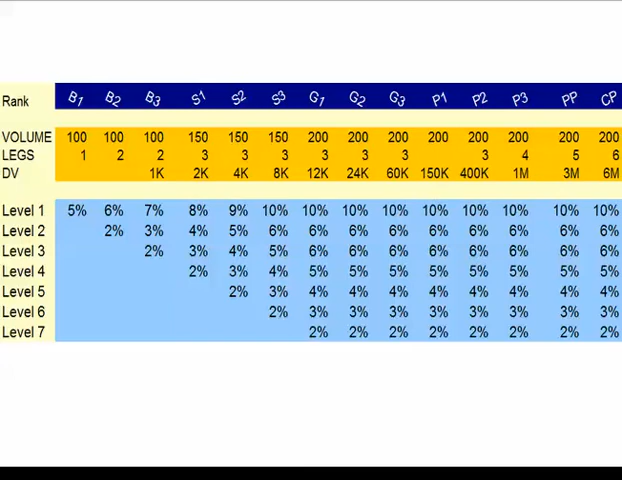 Rank B1 B2 B3 S1 S2 S3 G1 G2 G3 P1 P2 P3 PP CP
VOLUME 100 100 100 150 150 150 200 200 200 200 200 200 200
LEGS 1 2 2 3 3 3 3 3 3 3 4 5 6
DV 1K 2K 4K 8K 12K 24K 60K 150K 400K 1M 3M 6M
Level 1 5% 6% 7% 8% 9% 10% 10% 10% 10% 10% 10% 10% 10% 10%
Level 2 2% 3% 4% 5% 6% 6% 6% 6% 6% 6% 6% 6% 6%
Level 3 2% 3% 4% 5% 6% 6% 6% 6% 6% 6% 6% 6%
Level 4 2% 3% 4% 5% 5% 5% 5% 5% 5% 5% 5%
Level 5 2% 3% 4% 4% 4% 4% 4% 4% 4% 4%
Level 6 2% 3% 3% 3% 3% 3% 3% 3% 3%
Level 7 2% 2% 2% 2% 2% 2% 2% 2%